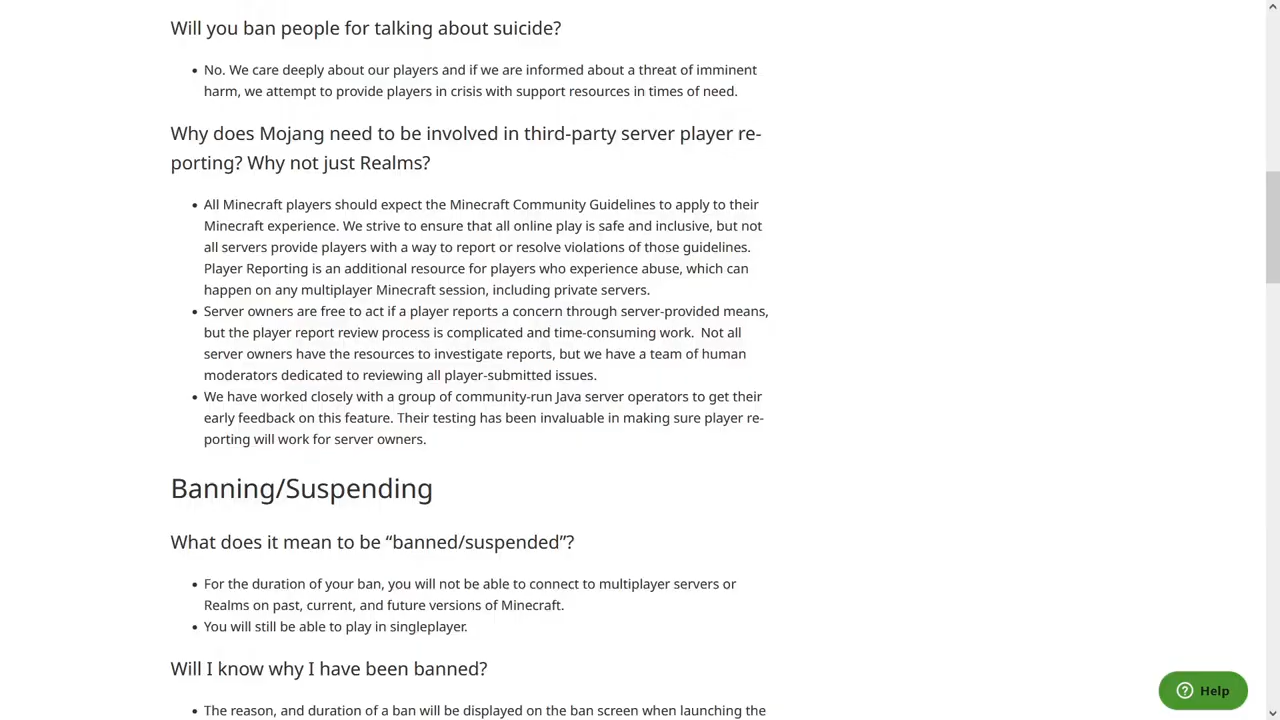 Will you ban people for talking about suicide?
• No. We care deeply about our players and if we are informed about a threat of imminent
harm, we attempt to provide players in crisis with support resources in times of need.
Why does Mojang need to be involved in third-party server player re-
porting? Why not just Realms?
• All Minecraft players should expect the Minecraft Community Guidelines to apply to their
Minecraft experience. We strive to ensure that all online play is safe and inclusive, but not
all servers provide players with a way to report or resolve violations of those guidelines.
Player Reporting is an additional resource for players who experience abuse, which can
happen on any multiplayer Minecraft session, including private servers.
• Server owners are free to act if a player reports a concern through server-provided means,
but the player report review process is complicated and time-consuming work.  Not all
server owners have the resources to investigate reports, but we have a team of human
moderators dedicated to reviewing all player-submitted issues.
• We have worked closely with a group of community-run Java server operators to get their
early feedback on this feature. Their testing has been invaluable in making sure player re-
porting will work for server owners.
Banning/Suspending
What does it mean to be “banned/suspended”?
• For the duration of your ban, you will not be able to connect to multiplayer servers or
Realms on past, current, and future versions of Minecraft.
• You will still be able to play in singleplayer.
Will I know why I have been banned?
• The reason, and duration of a ban will be displayed on the ban screen when launching the
Help